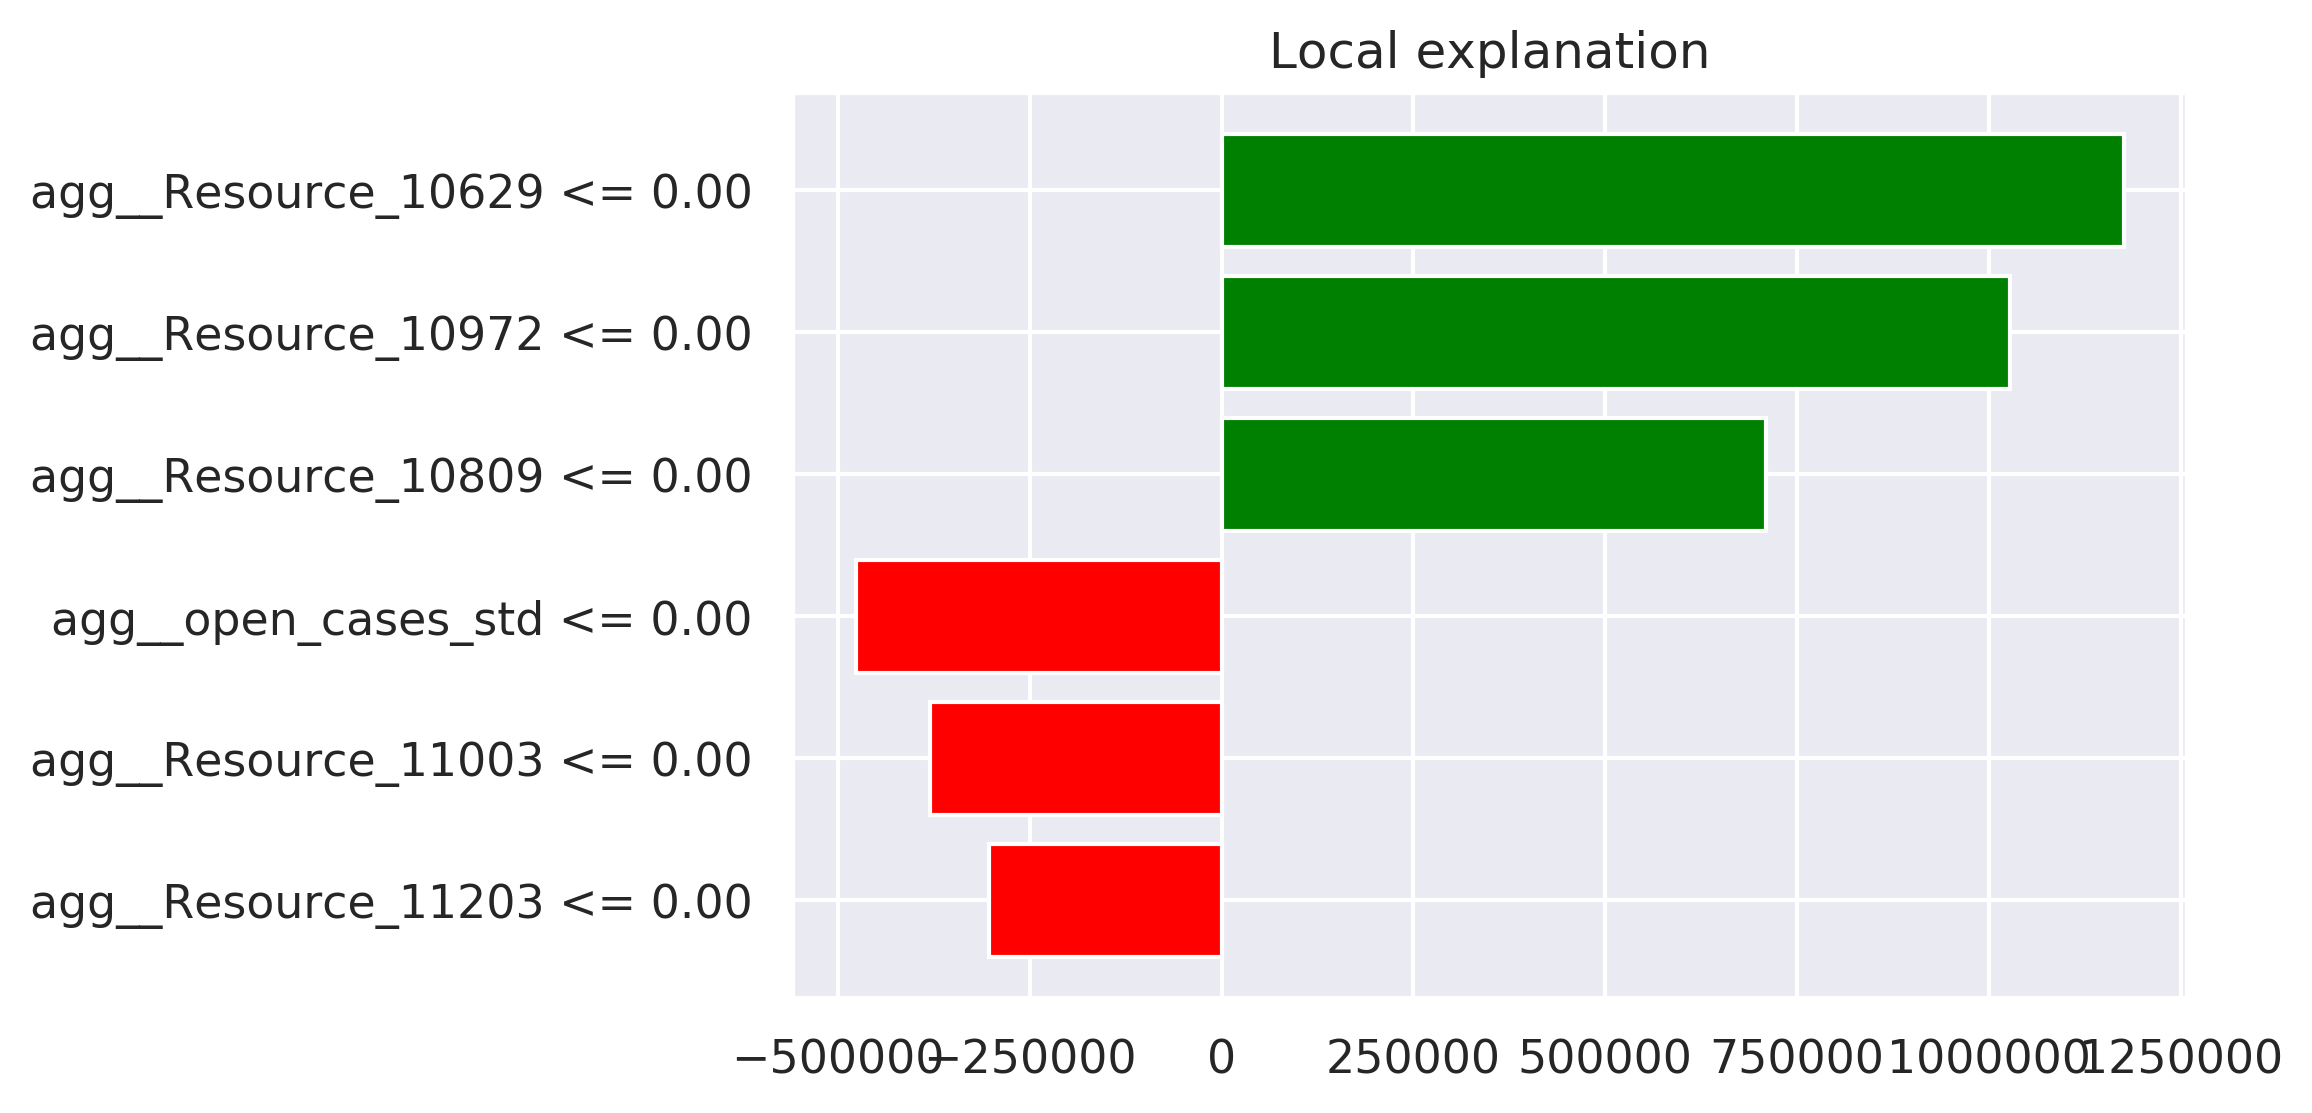 Local explanation
agg__Resource_10629 <= 0.00
agg__Resource_10972 <= 0.00
agg__Resource_10809 <= 0.00
agg__open_cases_std <= 0.00
agg__Resource_11003 <= 0.00
agg__Resource_11203 <= 0.00
−500000 −250000 0 250000 500000 750000 1000000 1250000